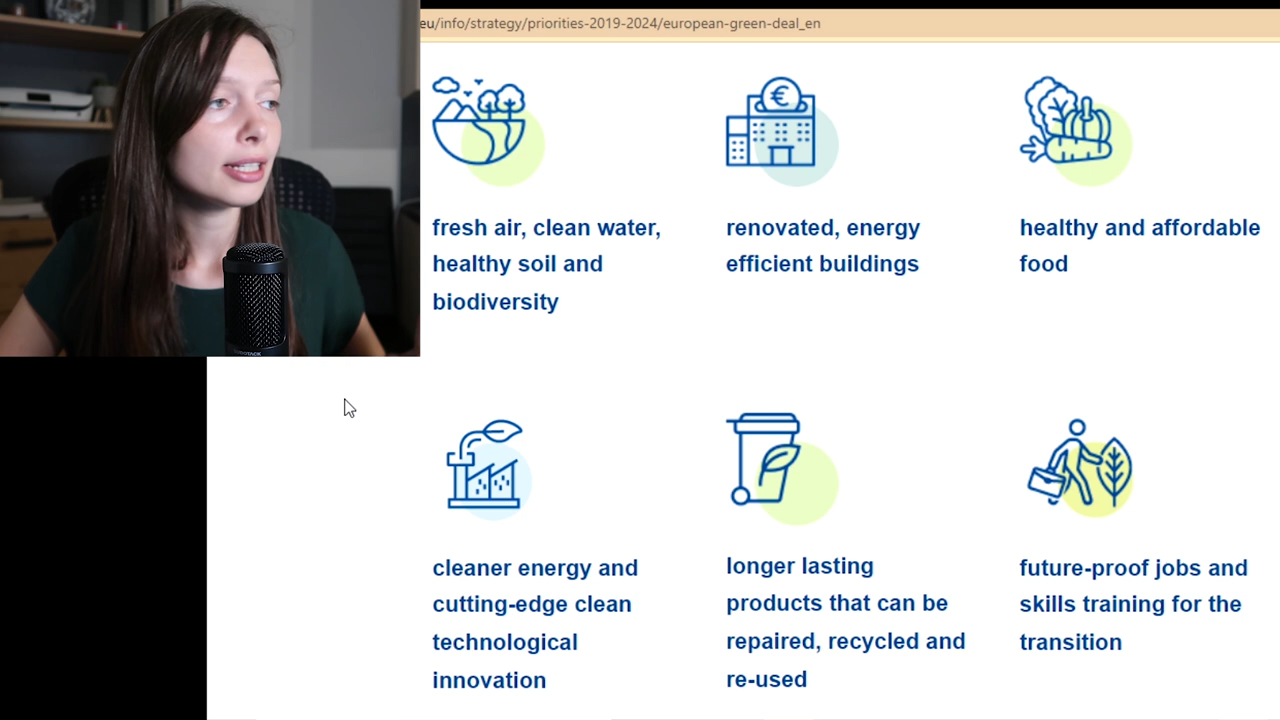 eu/info/strategy/priorities-2019-2024/european-green-deal_en
fresh air, clean water,
healthy soil and
biodiversity
renovated, energy
efficient buildings
healthy and affordable
food
cleaner energy and
cutting-edge clean
technological
innovation
longer lasting
products that can be
repaired, recycled and
re-used
future-proof jobs and
skills training for the
transition